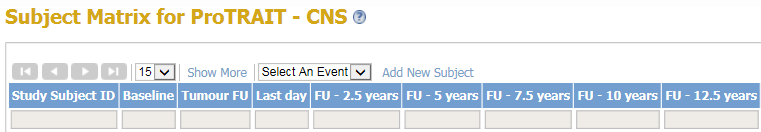 Subject Matrix for ProTRAIT - CNS ?
15 Show More Select An Event Add New Subject
Study Subject ID Baseline Tumour FU Last day FU - 2.5 years FU - 5 years FU - 7.5 years FU - 10 years FU - 12.5 years